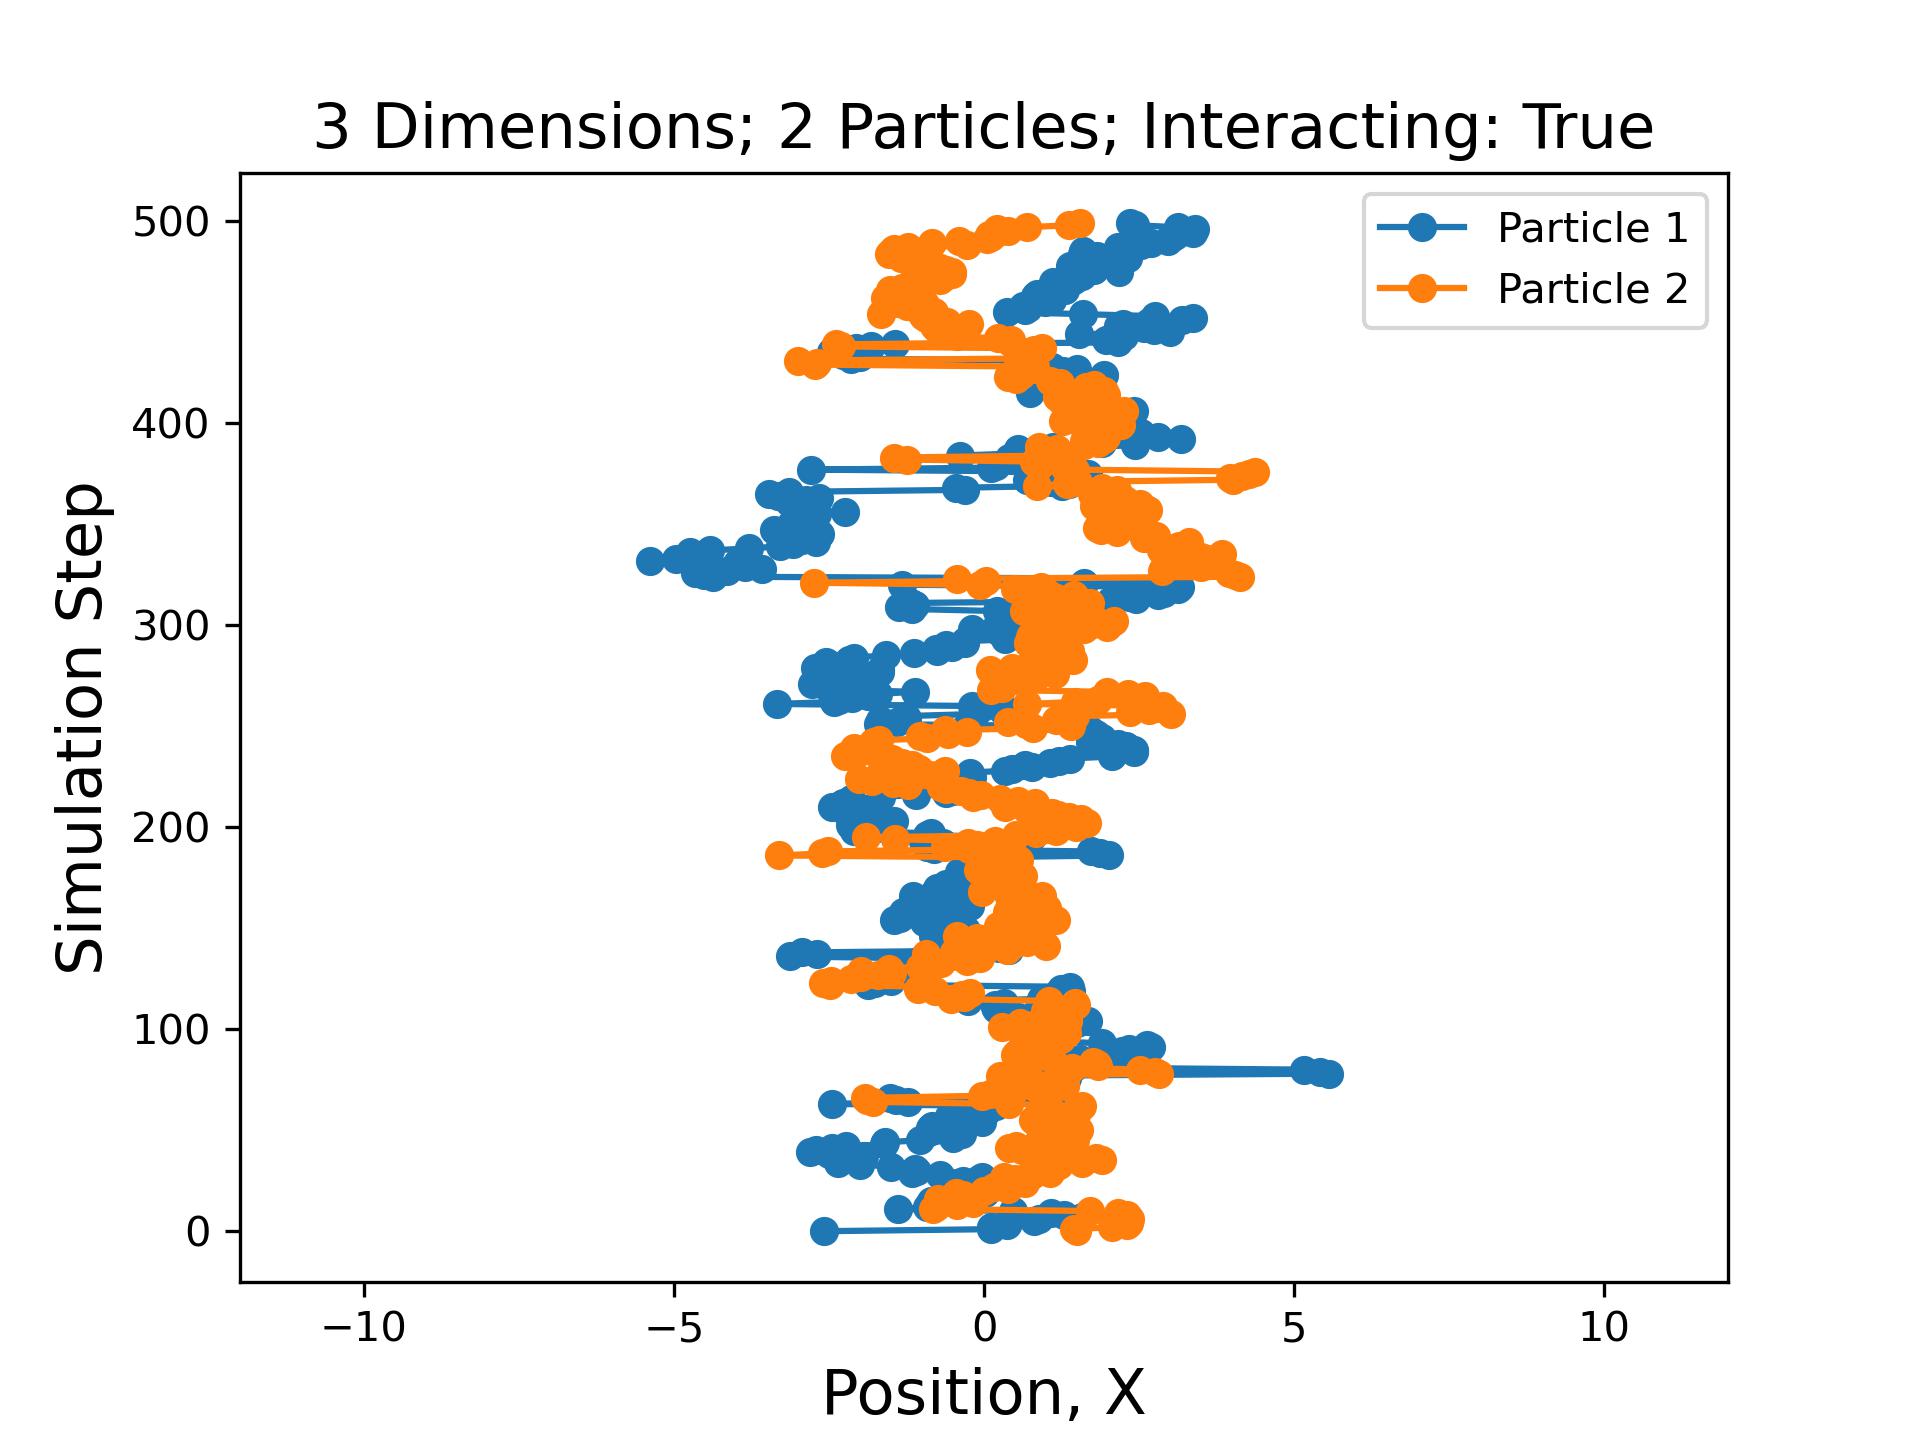 3 Dimensions; 2 Particles; Interacting: True
Particle 1
Particle 2
500
400
300
200
100
0
Simulation Step
−10
−5
0
5
10
Position, X